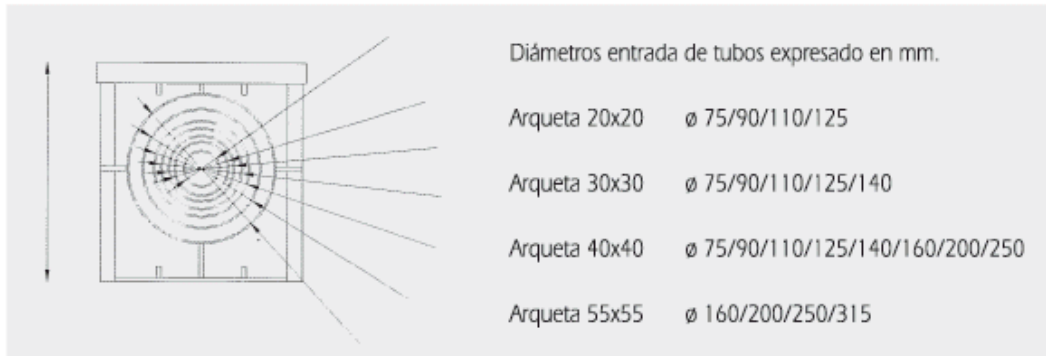 Diámetros entrada de tubos expresado en mm.
Arqueta 20x20 ø 75/90/110/125
Arqueta 30x30 ø 75/90/110/125/140
Arqueta 40x40 ø 75/90/110/125/140/160/200/250
Arqueta 55x55 ø 160/200/250/315